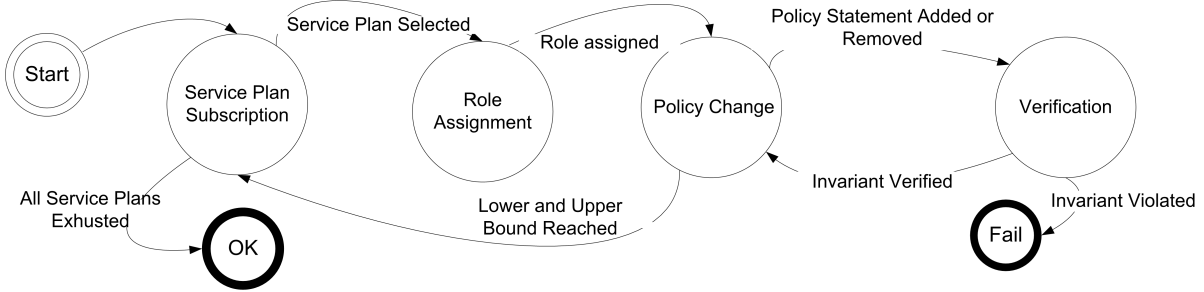 Start
Service Plan
Subscription
Service Plan Selected
Role
Assignment
Role assigned
Policy Change
Policy Statement Added or
Removed
Verification
Invariant Verified
Invariant Violated
Fail
Lower and Upper
Bound Reached
All Service Plans
Exhusted
OK